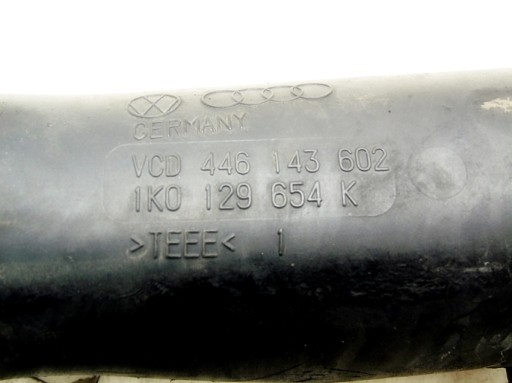 GERMANY
VCD 446 143 602
1K0 129 654 K
>TEEE< 1